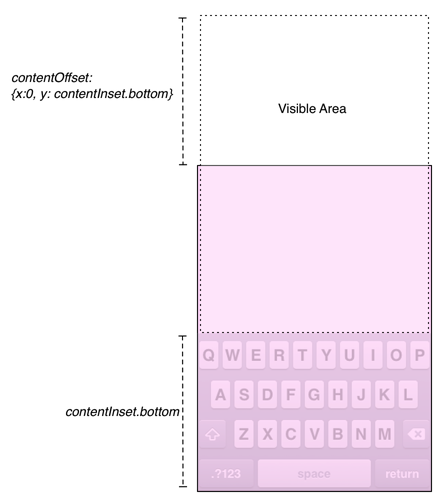 contentOffset:
{x:0, y: contentInset.bottom}
Visible Area
Q W E R T Y U I O P
A S D F G H J K L
contentInset.bottom
Z X C V B N M
.?123 space return